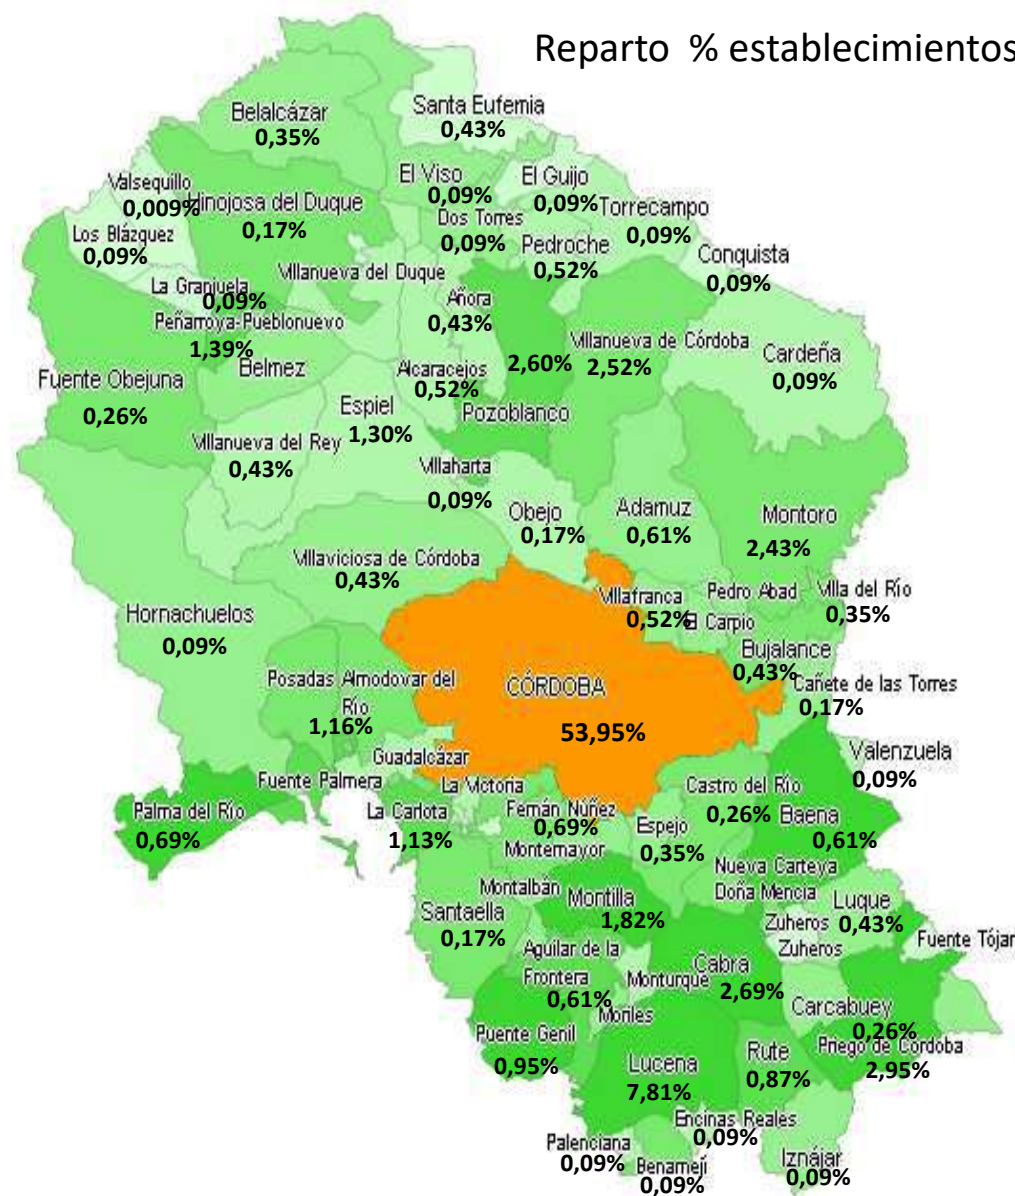 Reparto % establecimientos
Santa Eufemia
0,43%
Belalcázar
0,35%
El Viso
0,09%
El Guijo
0,09%
Valsequillo
0,009%
Hinojosa del Duque
0,17%
Dos Torres
0,09%
Torrecampo
0,09%
Los Blázquez
0,09%
Pedroche
0,52%
Conquista
0,09%
Villanueva del Duque
La Granjuela
0,09%
Añora
0,43%
Peñarroya-Pueblonuevo
1,39%
Villanueva de Córdoba
2,52%
Cardeña
0,09%
2,60%
Pozoblanco
Belmez
Alcaracejos
0,52%
Fuente Obejuna
0,26%
Espiel
1,30%
Villanueva del Rey
0,43%
Villaharta
0,09%
Obejo
0,17%
Adamuz
0,61%
Montoro
2,43%
Villaviciosa de Córdoba
0,43%
Villafranca
0,52%
Pedro Abad
Villa del Río
0,35%
El Carpio
Hornachuelos
0,09%
Bujalance
0,43%
Posadas Almodovar del
Río
1,16%
CÓRDOBA
53,95%
Cañete de las Torres
0,17%
Guadalcázar
Valenzuela
0,09%
Fuente Palmera
La Victoria
Castro del Río
0,26%
Palma del Río
0,69%
La Carlota
1,13%
Fernán Núñez
0,69%
Espejo
0,35%
Baena
0,61%
Montemayor
Nueva Carteya
Montalbán
Montilla
1,82%
Doña Mencia
Luque
0,43%
Santaella
0,17%
Zuheros
Zuheros
Fuente Tójar
Aguilar de la
Frontera
0,61%
Monturque
Cabra
2,69%
Carcabuey
0,26%
Moriles
Puente Genil
0,95%
Lucena
7,81%
Rute
0,87%
Priego de Córdoba
2,95%
Encinas Reales
0,09%
Palenciana
0,09%
Benamejí
0,09%
Iznájar
0,09%